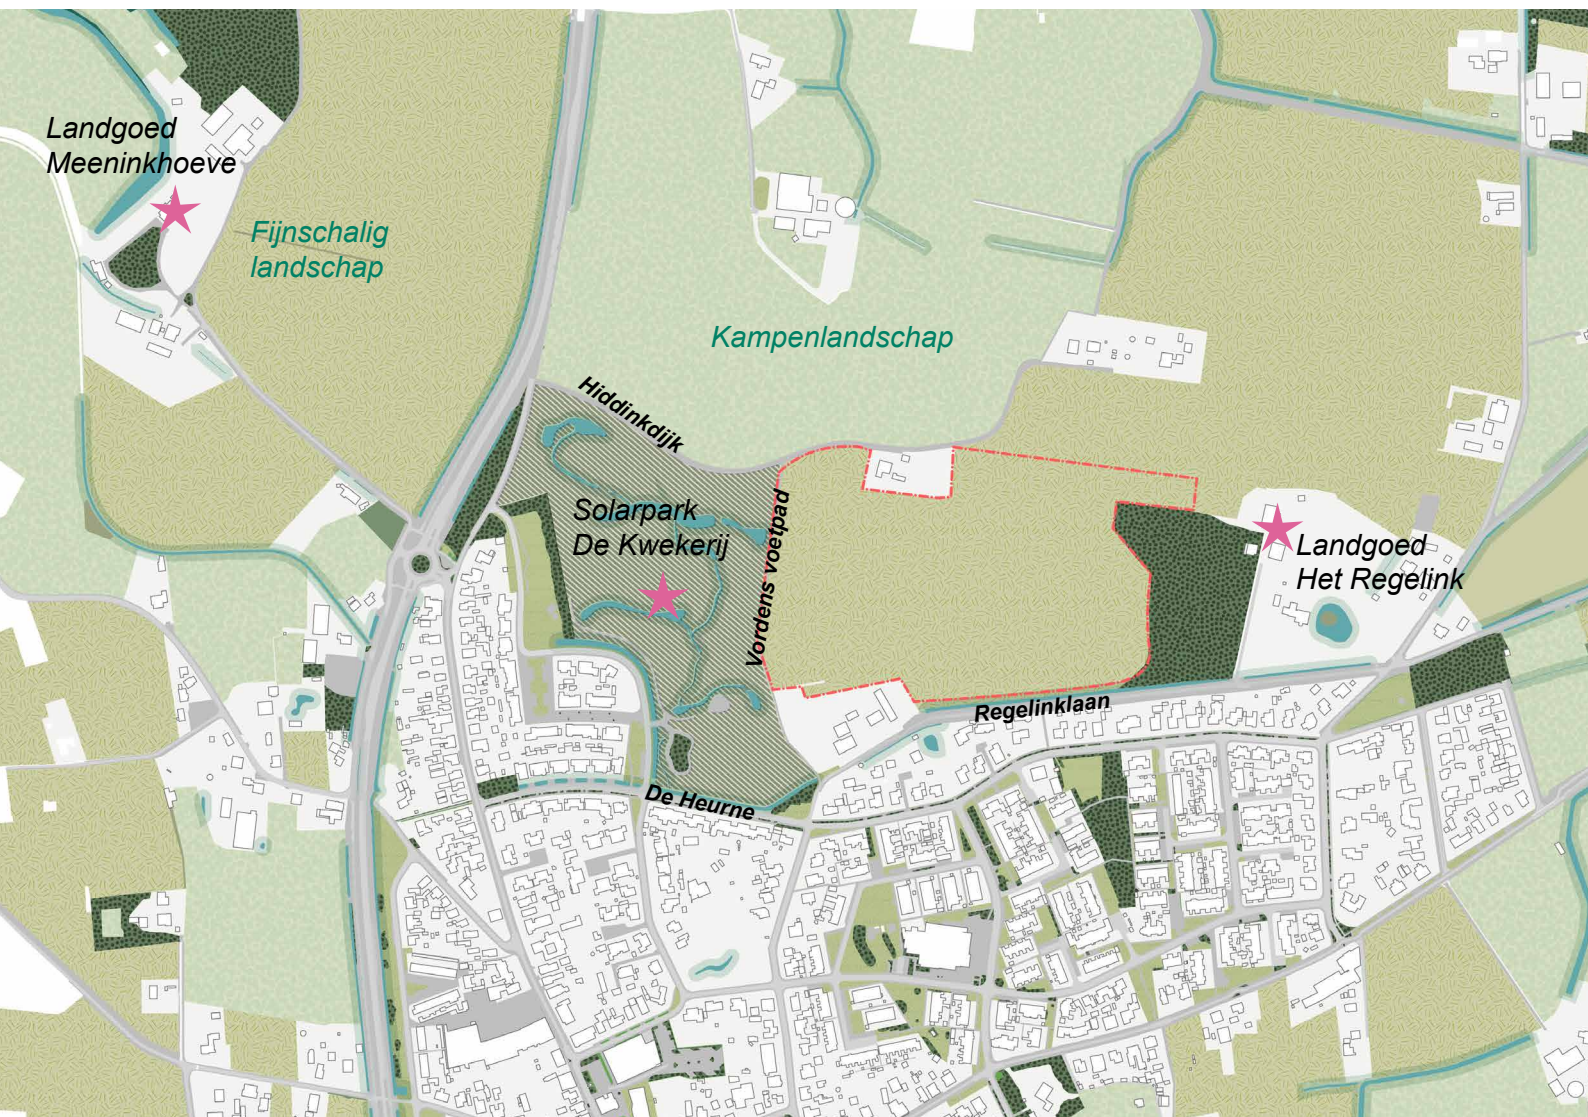 Landgoed
Meeninkhoeve
Fijnschalig
landschap
Kampenlandschap
Hiddinkdijk
Solarpark
De Kwekerij
Vordens voetpad
Landgoed
Het Regelink
Regelinklaan
De Heurne